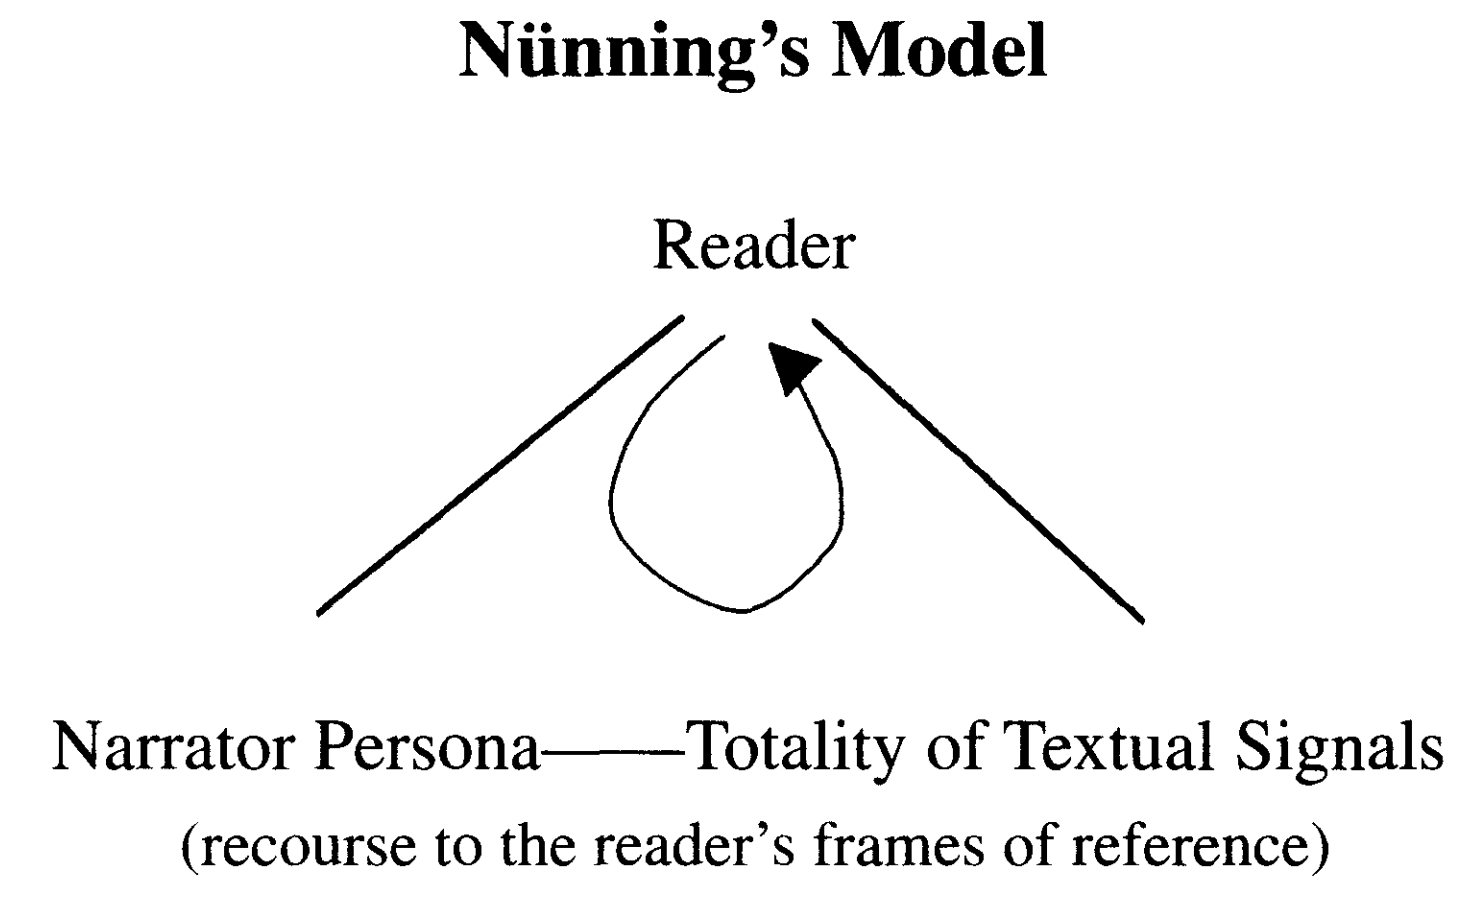 Nünning's Model
Reader
Narrator Persona——Totality of Textual Signals
(recourse to the reader's frames of reference)